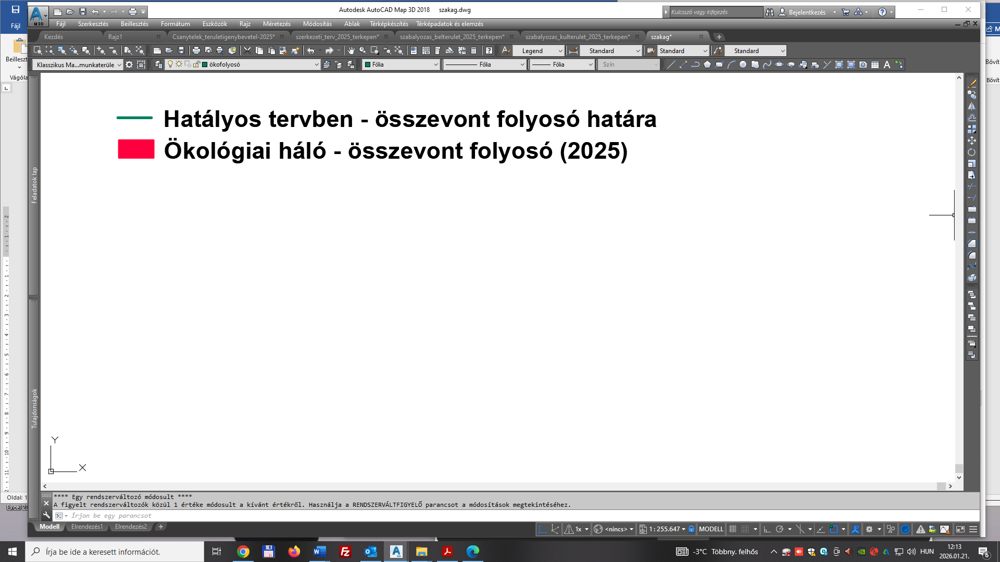 Autodesk AutoCAD Map 3D 2018 szakag.dwg
Kulcsszó vagy kifejezés
Bejelentkezés
M3D
Fájl
Fájl Szerkesztés Beillesztés Formátum Eszközök Rajz Méretezés Módosítás Ablak Térképkészítés Térképadatok és elemzés
Kezdés Rajz1 Csanytelek_teruletigenybevetel-2025* szerkezeti_terv_2025_terkepen* szabalyozas_belterulet_2025_terkepen* szabalyozas_kulterulet_2025_terkepen* szakag*
Legend Standard Standard Standard
Beilleszt
Klasszikus Ma...munkaterüle ökofolyosó Fólia Fólia Fólia Szín
Bővít
Vágóla
Bővít
Hatályos tervben - összevont folyosó határa
Ökológiai háló - összevont folyosó (2025)
Feladatok lap
Tulajdonságok
Y
X
**** Egy rendszerváltozó módosult ****
A figyelt rendszerváltozók közül 1 értéke módosult a kívánt értékről. Használja a RENDSZERVÁLTFIGYELŐ parancsot a módosítások megtekintéséhez.
Írjon be egy parancsot
Oldal: 1
Excel 20
Modell Elrendezés1 Elrendezés2
1x <nincs> 1 : 255.647 MODELL
Írja be ide a keresett információt.
-3°C Többny. felhős
HUN
12:13
2026.01.21.
6